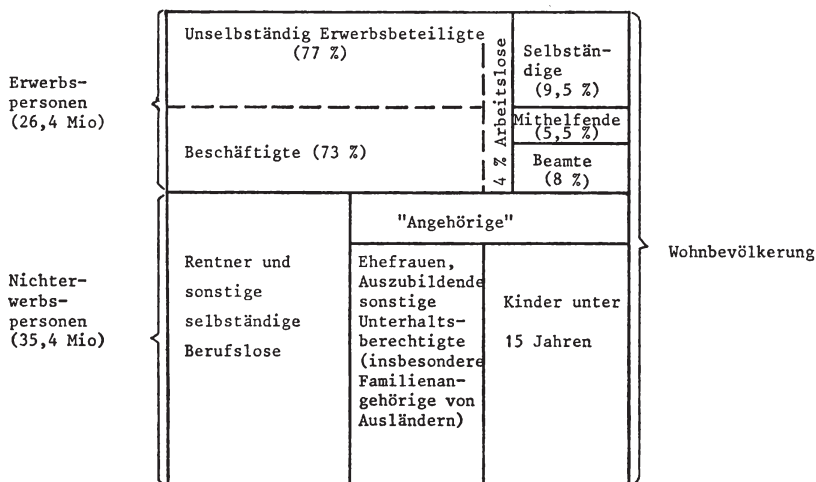 Erwerbs-
personen
(26,4 Mio)
Unselbständig Erwerbsbeteiligte
(77 %)
Beschäftigte (73 %)
4 % Arbeitslose
Selbstän-
dige
(9,5 %)
Mithelfende
(5,5 %)
Beamte
(8 %)
Nichter-
werbs-
personen
(35,4 Mio)
Rentner und
sonstige
selbständige
Berufslose
"Angehörige"
Ehefrauen,
Auszubildende
sonstige
Unterhalts-
berechtigte
(insbesondere
Familienan-
gehörige von
Ausländern)
Kinder unter
15 Jahren
Wohnbevölkerung